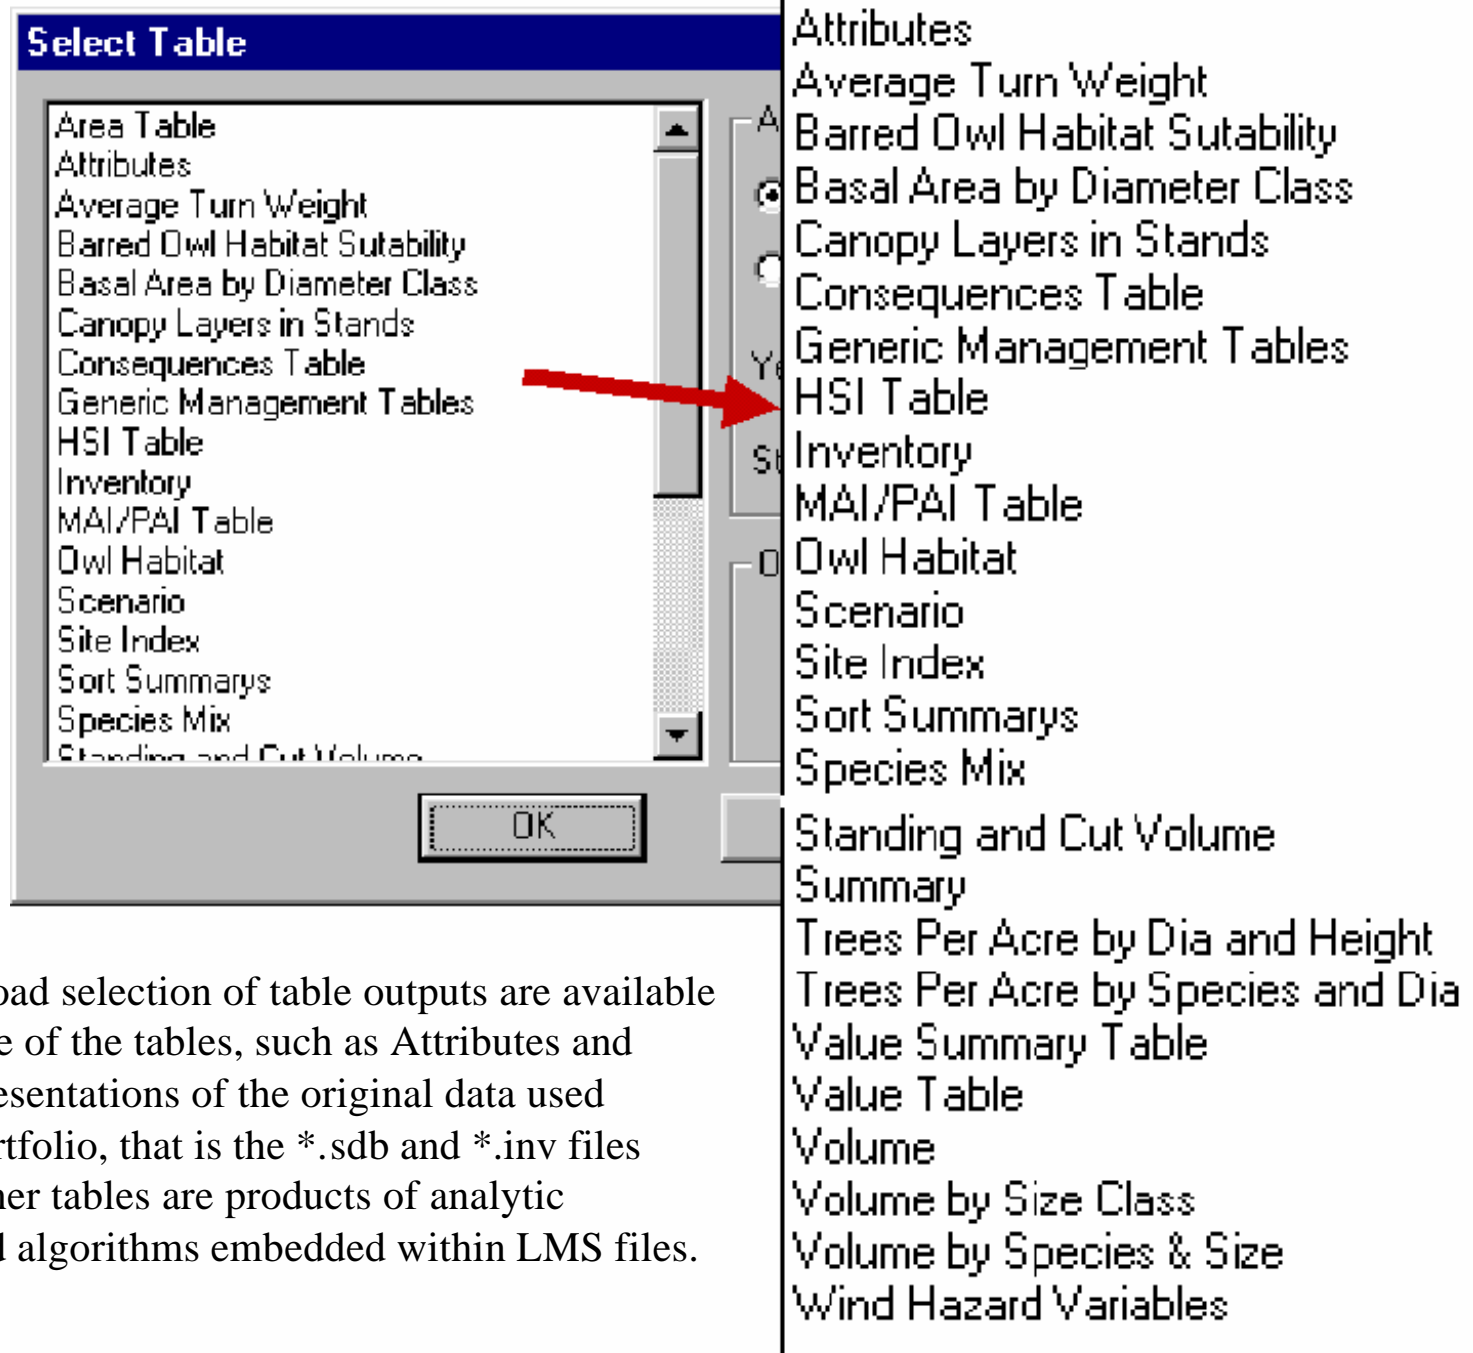 Select Table
Area Table
Attributes
Average Turn Weight
Barred Owl Habitat Sutability
Basal Area by Diameter Class
Canopy Layers in Stands
Consequences Table
Generic Management Tables
HSI Table
Inventory
MAI/PAI Table
Owl Habitat
Scenario
Site Index
Sort Summarys
Species Mix
Standing and Cut Volume
OK
A
Ye
St
O
Attributes
Average Turn Weight
Barred Owl Habitat Sutability
Basal Area by Diameter Class
Canopy Layers in Stands
Consequences Table
Generic Management Tables
HSI Table
Inventory
MAI/PAI Table
Owl Habitat
Scenario
Site Index
Sort Summarys
Species Mix
Standing and Cut Volume
Summary
Trees Per Acre by Dia and Height
Trees Per Acre by Species and Dia
Value Summary Table
Value Table
Volume
Volume by Size Class
Volume by Species & Size
Wind Hazard Variables
oad selection of table outputs are available
e of the tables, such as Attributes and
esentations of the original data used
rtfolio, that is the *.sdb and *.inv files
her tables are products of analytic
d algorithms embedded within LMS files.